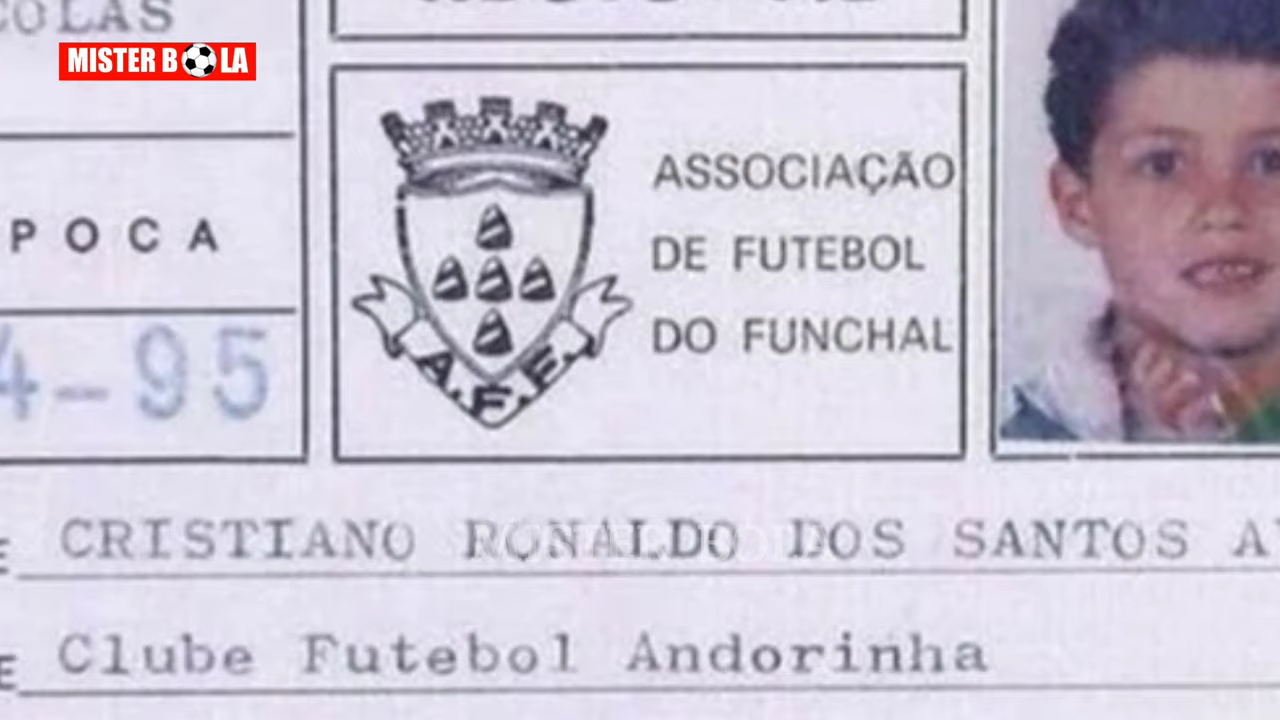 COLAS
MISTER BOLA
ASSOCIAÇÃO
DE FUTEBOL
DO FUNCHAL
POCA
4-95
A.F.F.
E CRISTIANO RONALDO DOS SANTOS A
E Clube Futebol Andorinha